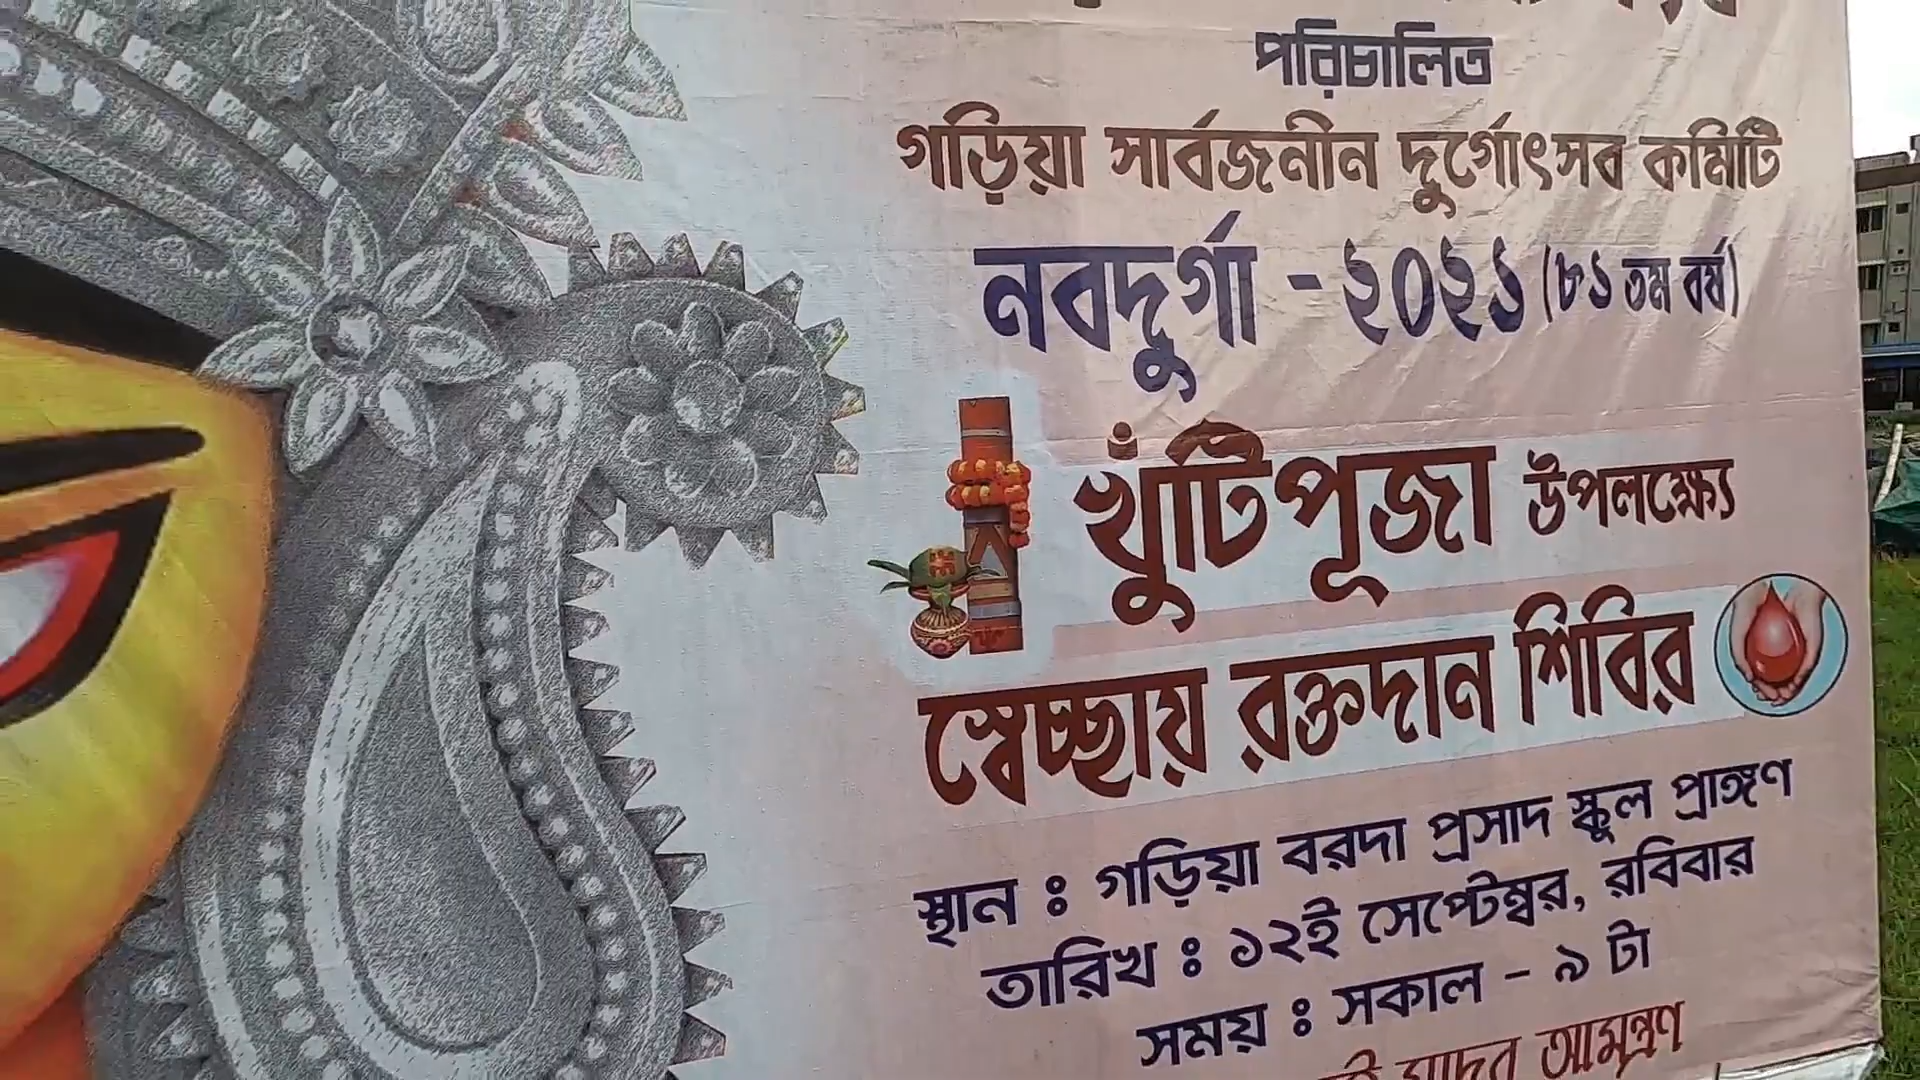 পরিচালিত
গড়িয়া সার্বজনীন দুর্গোৎসব কমিটি
নবদুর্গা - ২০২১ (৮১ তম বর্ষ)
খুঁটিপূজা উপলক্ষ্যে
স্বেচ্ছায় রক্তদান শিবির
স্থান ঃ গড়িয়া বরদা প্রসাদ স্কুল প্রাঙ্গণ
তারিখ ঃ ১২ই সেপ্টেম্বর, রবিবার
সময় ঃ সকাল - ৯ টা
আমন্ত্রণ